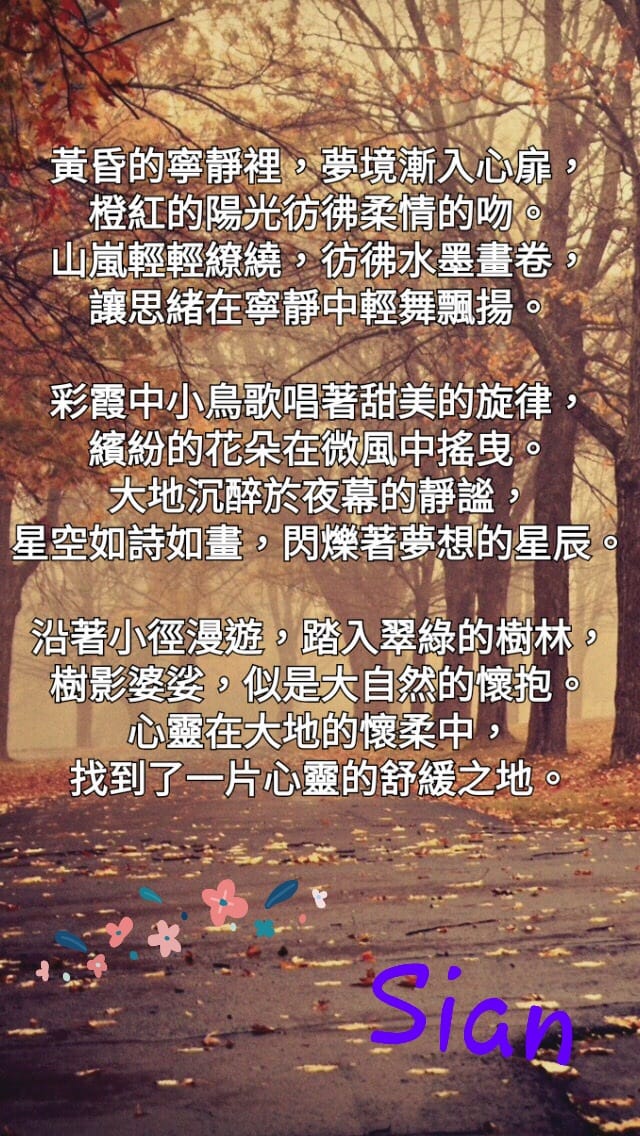 黃昏的寧靜裡，夢境漸入心扉，
橙紅的陽光彷彿柔情的吻。
山嵐輕輕繚繞，彷彿水墨畫卷，
讓思緒在寧靜中輕舞飄揚。
彩霞中小鳥歌唱著甜美的旋律，
繽紛的花朵在微風中搖曳。
大地沉醉於夜幕的靜謐，
星空如詩如畫，閃爍著夢想的星辰。
沿著小徑漫遊，踏入翠綠的樹林，
樹影婆娑，似是大自然的懷抱。
心靈在大地的懷柔中，
找到了一片心靈的舒緩之地。
Sian